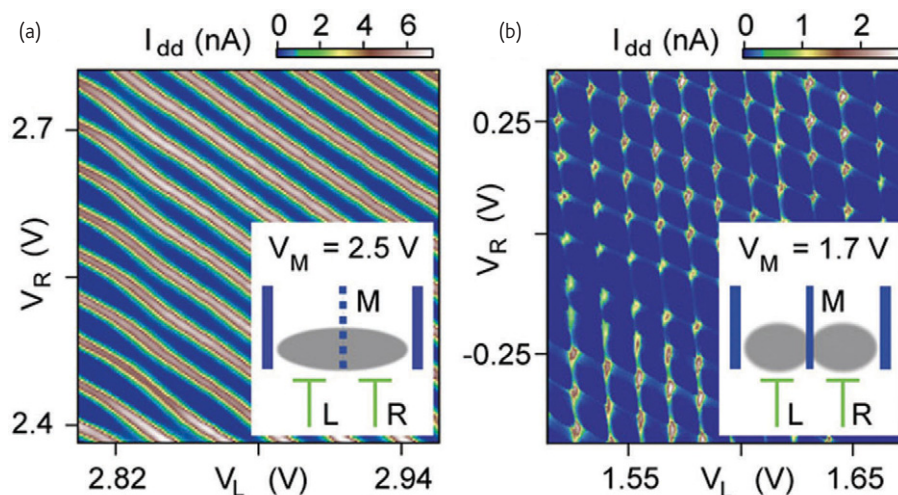 (a)
I_dd (nA)
0 2 4 6
2.7
V_R (V)
2.4
V_M = 2.5 V
M
L
R
2.82 V_L (V) 2.94
(b)
I_dd (nA)
0 1 2
0.25
V_R (V)
-0.25
V_M = 1.7 V
M
L
R
1.55 V_L (V) 1.65